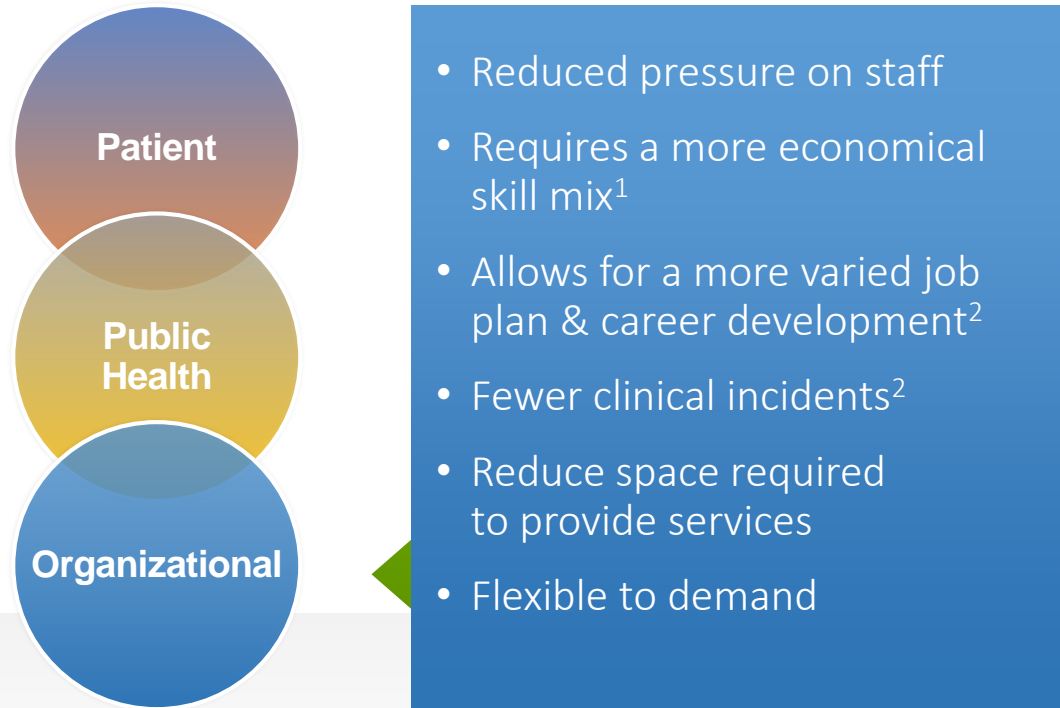 Patient
Public
Health
Organizational
• Reduced pressure on staff
• Requires a more economical
skill mix¹
• Allows for a more varied job
plan & career development²
• Fewer clinical incidents²
• Reduce space required
to provide services
• Flexible to demand